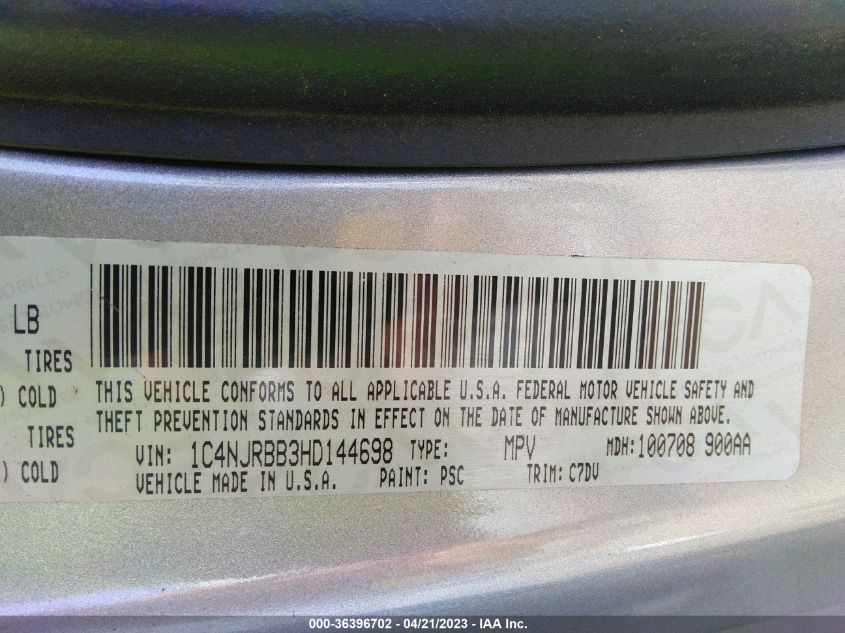 LB
TIRES
) COLD
TIRES
) COLD
THIS VEHICLE CONFORMS TO ALL APPLICABLE U.S.A. FEDERAL MOTOR VEHICLE SAFETY AND
THEFT PREVENTION STANDARDS IN EFFECT ON THE DATE OF MANUFACTURE SHOWN ABOVE.
VIN: 1C4NJRBB3HD144698 TYPE: MPV MDH:100708 900AA
VEHICLE MADE IN U.S.A. PAINT: PSC TRIM: C7DV
000-36396702 - 04/21/2023 - IAA Inc.